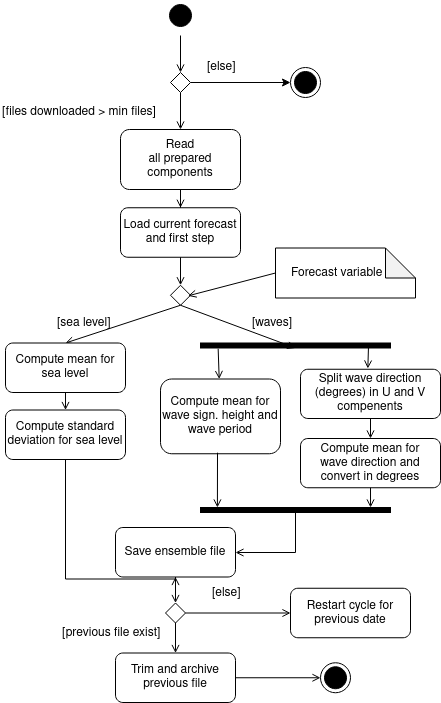 [else]
[files downloaded > min files]
Read
all prepared
components
Load current forecast
and first step
Forecast variable
[sea level]
[waves]
Compute mean for
sea level
Split wave direction
(degrees) in U and V
compenents
Compute mean for
wave sign. height and
wave period
Compute standard
deviation for sea level
Compute mean for
wave direction and
convert in degrees
Save ensemble file
[else]
Restart cycle for
previous date
[previous file exist]
Trim and archive
previous file